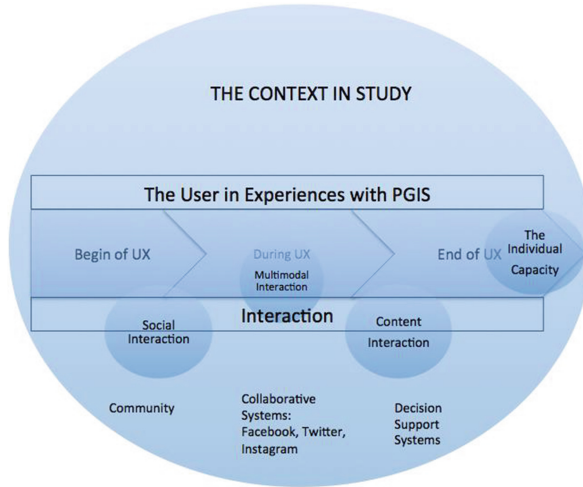 THE CONTEXT IN STUDY
The User in Experiences with PGIS
Begin of UX
During UX
Multimodal
Interaction
End of UX
The
Individual
Capacity
Interaction
Social
Interaction
Content
Interaction
Community
Collaborative
Systems:
Facebook, Twitter,
Instagram
Decision
Support
Systems